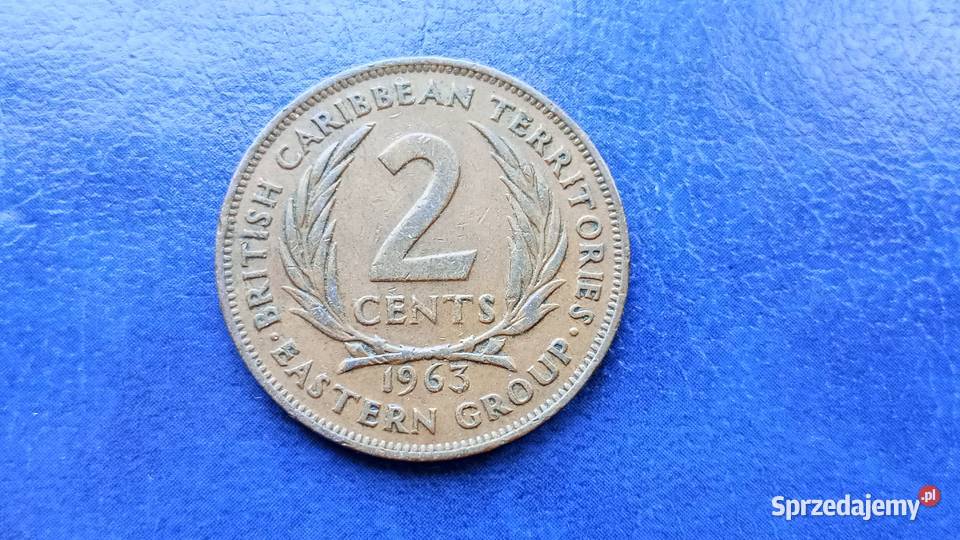 BRITISH CARIBBEAN TERRITORIES
2
CENTS
1963
· EASTERN GROUP ·
Sprzedajemy.pl